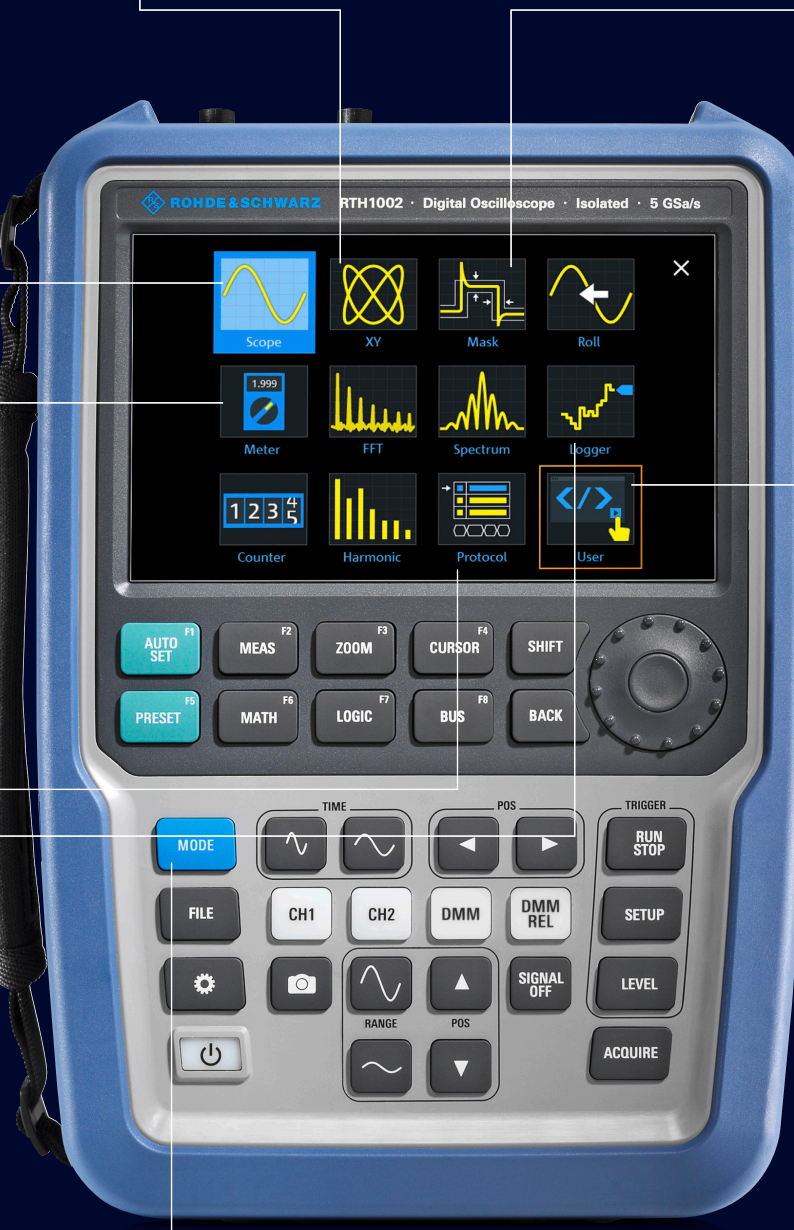 ROHDE & SCHWARZ RTH1002 · Digital Oscilloscope · Isolated · 5 GSa/s
Scope XY Mask Roll
1.999
Meter FFT Spectrum Logger
1 2 3 4 5
</>
Counter Harmonic Protocol User
F1 F2 F3 F4
AUTO SET MEAS ZOOM CURSOR SHIFT
F5 F6 F7 F8
PRESET MATH LOGIC BUS BACK
TIME POS TRIGGER
MODE RUN STOP
FILE CH1 CH2 DMM DMM REL SETUP
SIGNAL OFF LEVEL
RANGE POS
ACQUIRE